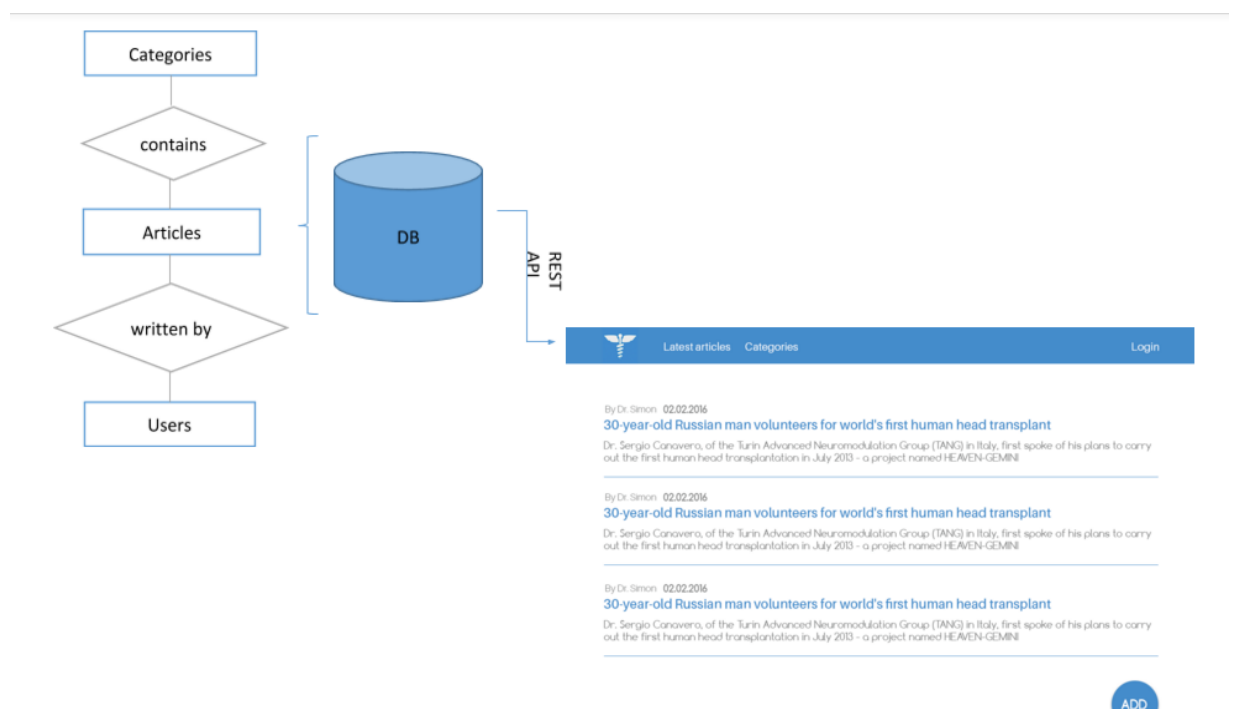 Categories
contains
Articles
written by
Users
DB
REST
API
Latest articles Categories Login
By Dr. Simon 02.02.2016
30-year-old Russian man volunteers for world's first human head transplant
Dr. Sergio Canavero, of the Turin Advanced Neuromodulation Group (TANG) in Italy, first spoke of his plans to carry
out the first human head transplantation in July 2013 - a project named HEAVEN-GEMINI
By Dr. Simon 02.02.2016
30-year-old Russian man volunteers for world's first human head transplant
Dr. Sergio Canavero, of the Turin Advanced Neuromodulation Group (TANG) in Italy, first spoke of his plans to carry
out the first human head transplantation in July 2013 - a project named HEAVEN-GEMINI
By Dr. Simon 02.02.2016
30-year-old Russian man volunteers for world's first human head transplant
Dr. Sergio Canavero, of the Turin Advanced Neuromodulation Group (TANG) in Italy, first spoke of his plans to carry
out the first human head transplantation in July 2013 - a project named HEAVEN-GEMINI
ADD